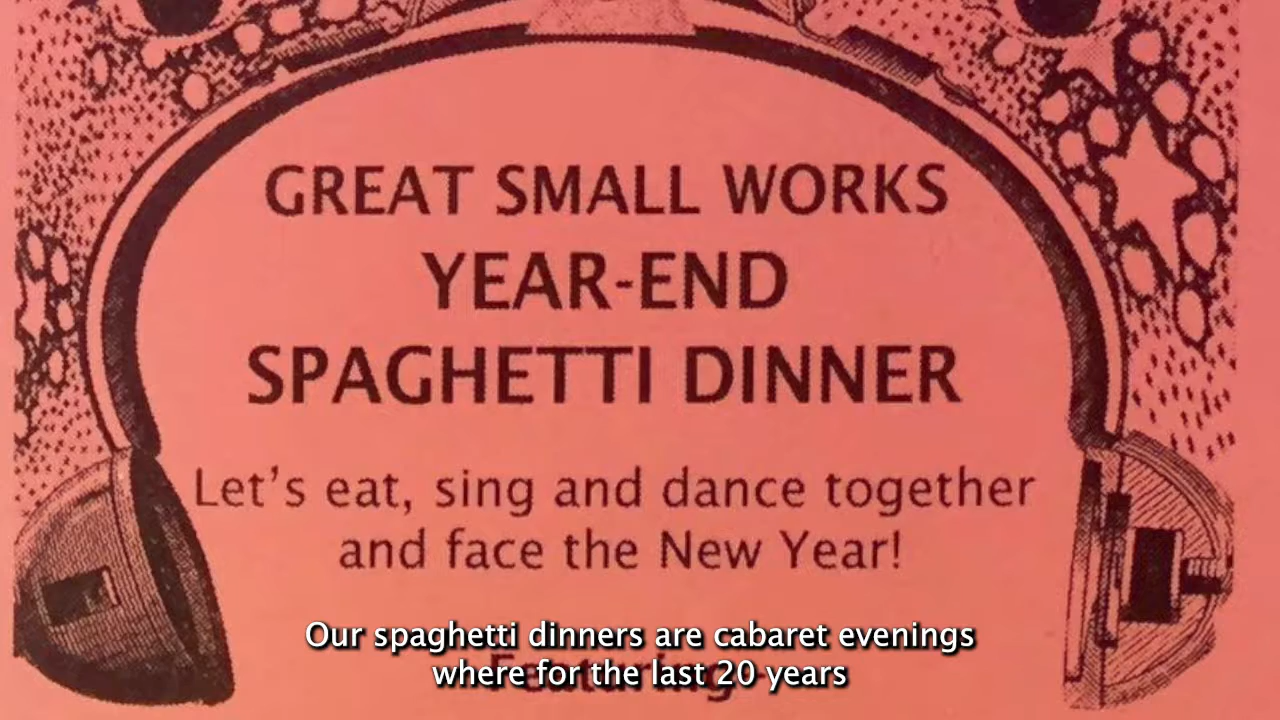 GREAT SMALL WORKS
YEAR-END
SPAGHETTI DINNER
Let's eat, sing and dance together
and face the New Year!
Our spaghetti dinners are cabaret evenings
where for the last 20 years